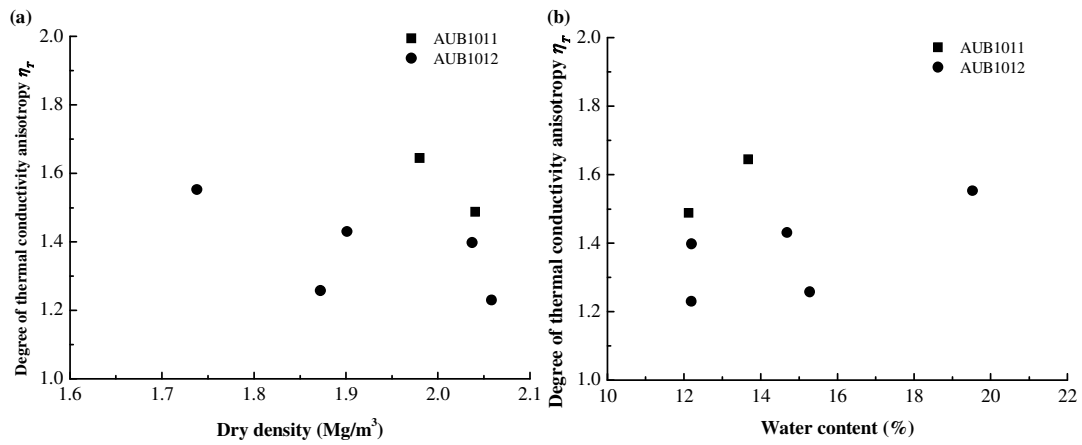 (a)
2.0
1.8
1.6
1.4
1.2
1.0
1.6
1.7
1.8
1.9
2.0
2.1
Degree of thermal conductivity anisotropy η_T
Dry density (Mg/m³)
AUB1011
AUB1012
(b)
2.0
1.8
1.6
1.4
1.2
1.0
10
12
14
16
18
20
22
Degree of thermal conductivity anisotropy η_T
Water content (%)
AUB1011
AUB1012